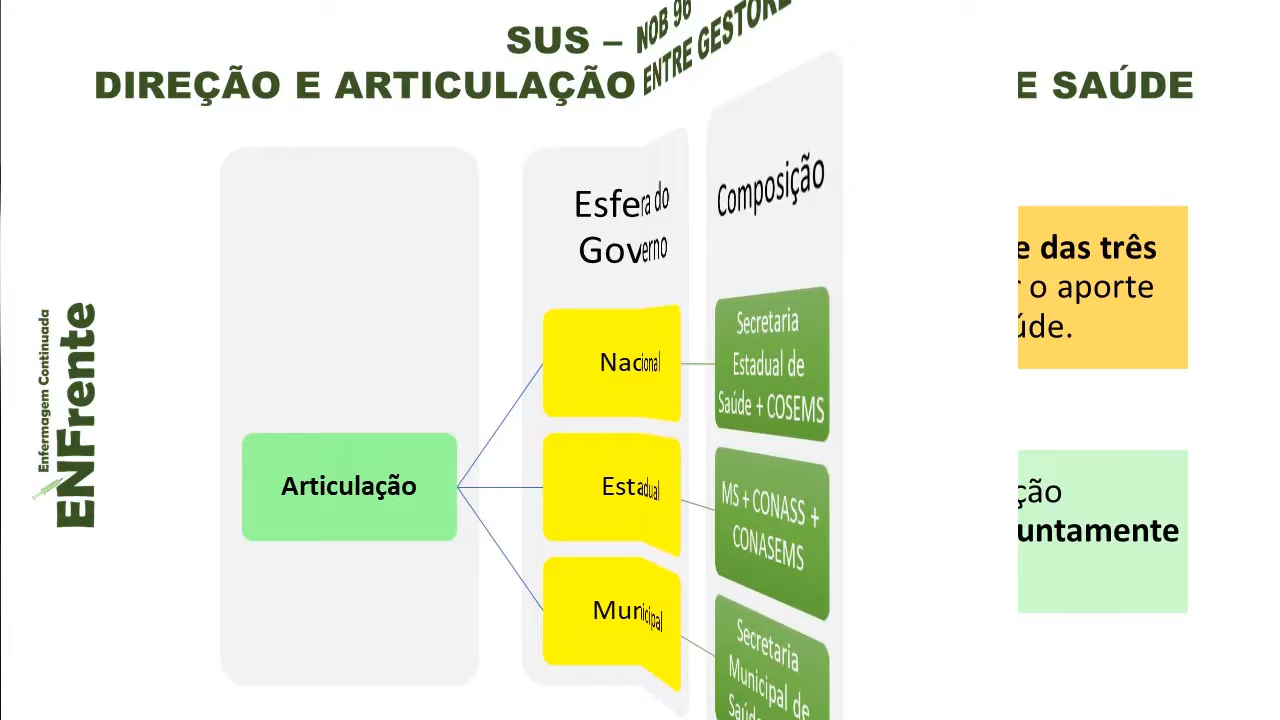 SUS – NOB 96
DIREÇÃO E ARTICULAÇÃO ENTRE GESTORE E SAÚDE
Enfermagem Continuada
ENFrente
Esfera do
Governo
Composição
Articulação
Nacional
Estadual
Municipal
Secretaria
Estadual de
Saúde + COSEMS
MS + CONASS +
CONASEMS
Secretaria
Municipal de
Saúde
e das três
o aporte
úde.
ção
untamente